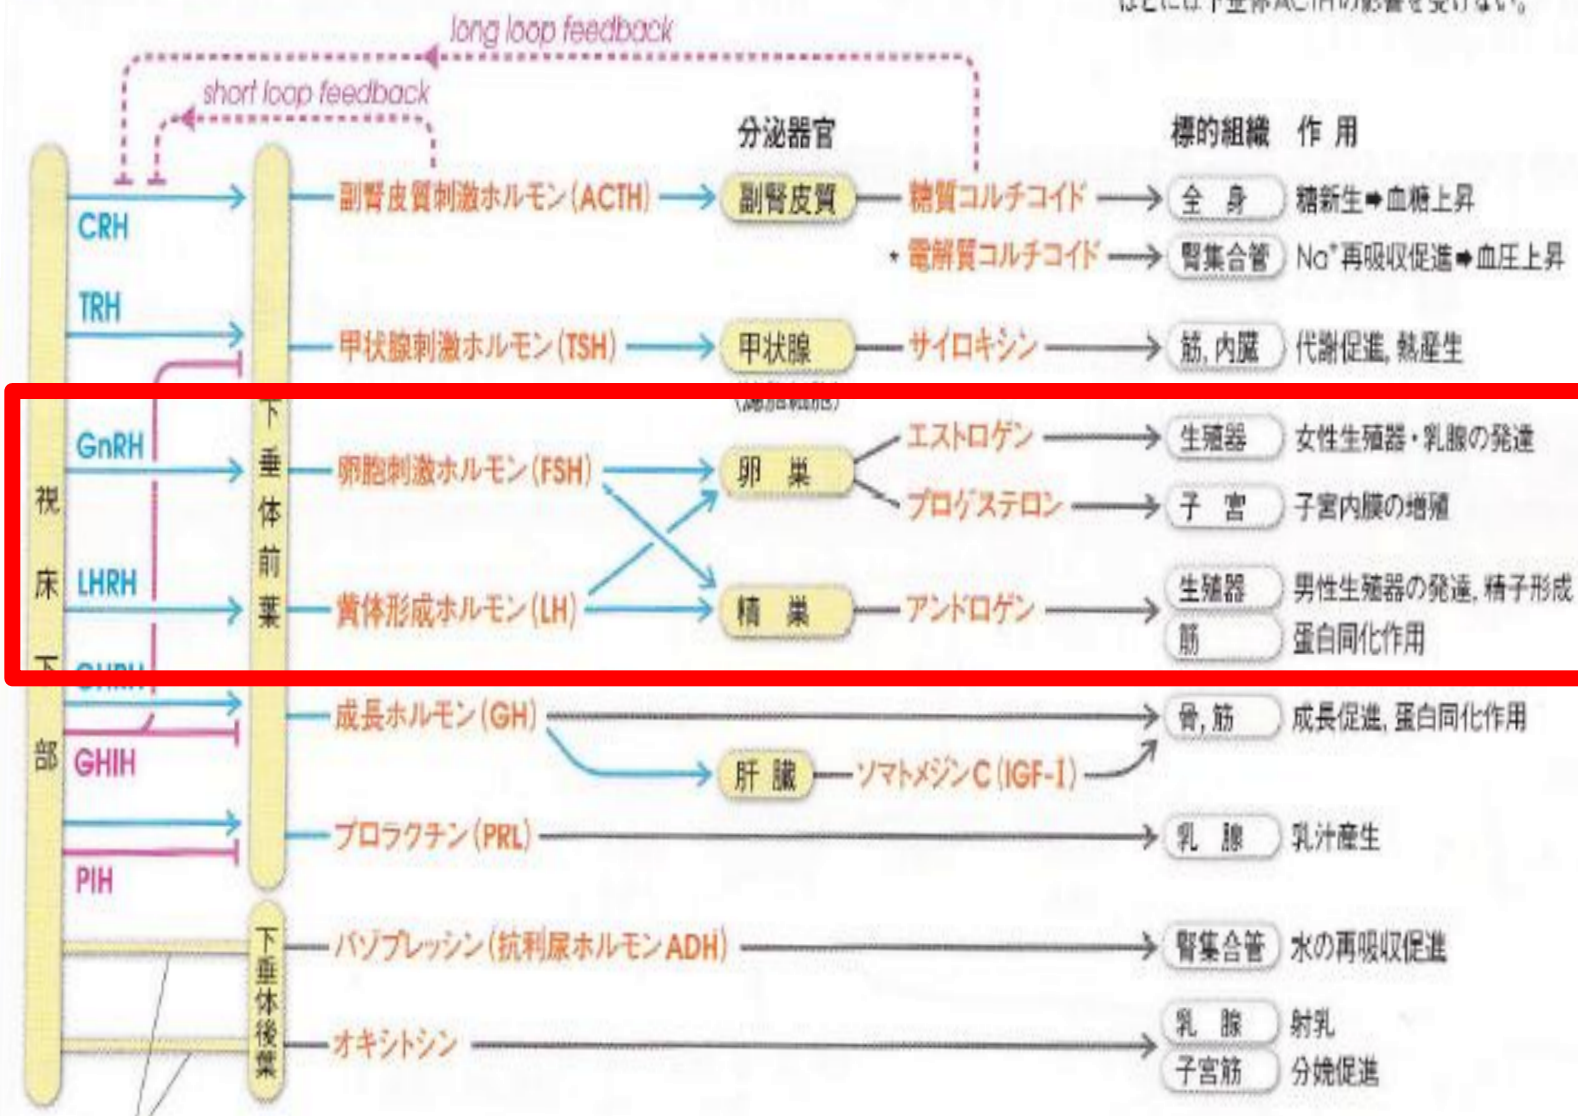 long loop feedback
short loop feedback
分泌器官
標的組織 作用
副腎皮質刺激ホルモン(ACTH) 副腎皮質 糖質コルチコイド 全身 糖新生➡血糖上昇
CRH
* 電解質コルチコイド 腎集合管 Na⁺再吸収促進➡血圧上昇
TRH
甲状腺刺激ホルモン(TSH) 甲状腺 サイロキシン 筋, 内臓 代謝促進, 熱産生
エストロゲン 生殖器 女性生殖器・乳腺の発達
GnRH
卵胞刺激ホルモン(FSH) 卵巣
プロゲステロン 子宮 子宮内膜の増殖
視床下部
下垂体前葉
LHRH
黄体形成ホルモン(LH) 精巣 アンドロゲン 生殖器 男性生殖器の発達, 精子形成
筋 蛋白同化作用
GHRH
成長ホルモン(GH) 骨, 筋 成長促進, 蛋白同化作用
GHIH
肝臓 ソマトメジンC(IGF-I)
プロラクチン(PRL) 乳腺 乳汁産生
PIH
下垂体後葉
バゾプレッシン(抗利尿ホルモンADH) 腎集合管 水の再吸収促進
オキシトシン 乳腺 射乳
子宮筋 分娩促進